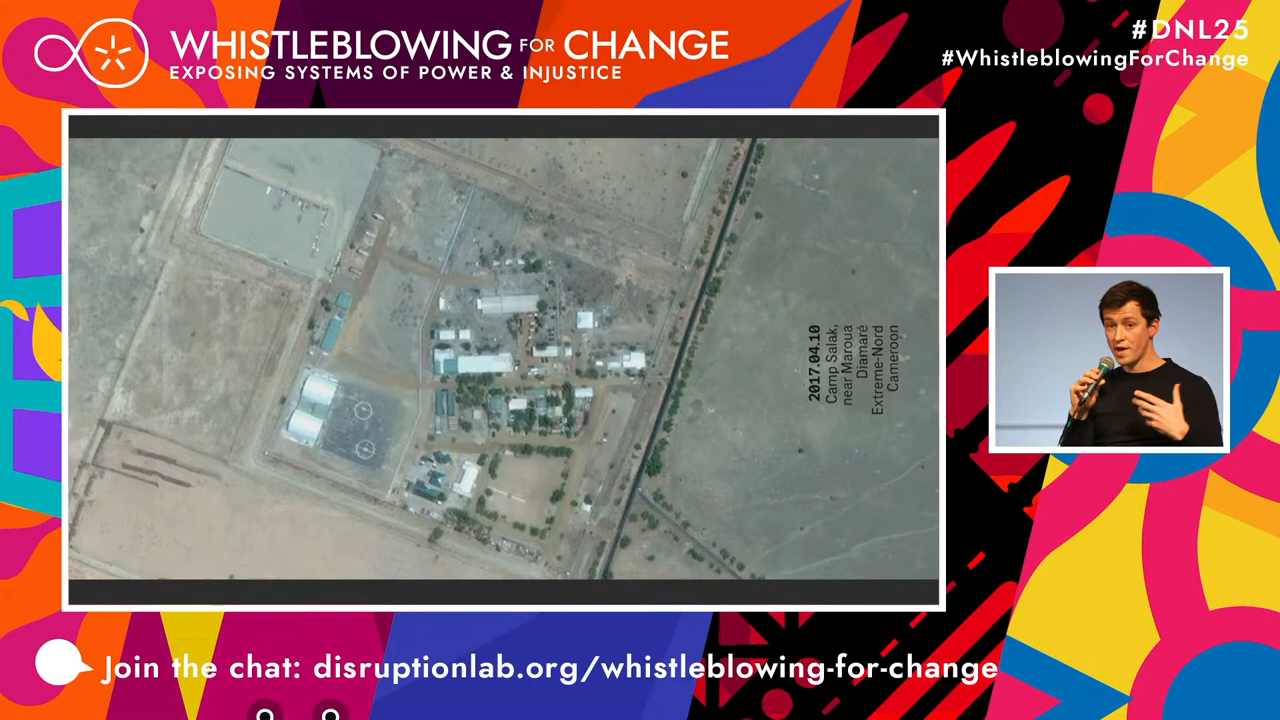 WHISTLEBLOWING FOR CHANGE
EXPOSING SYSTEMS OF POWER & INJUSTICE
#DNL25
#WhistleblowingForChange
2017.04.10
Camp Salak,
near Maroua
Diamaré
Extreme-Nord
Cameroon
Join the chat: disruptionlab.org/whistleblowing-for-change